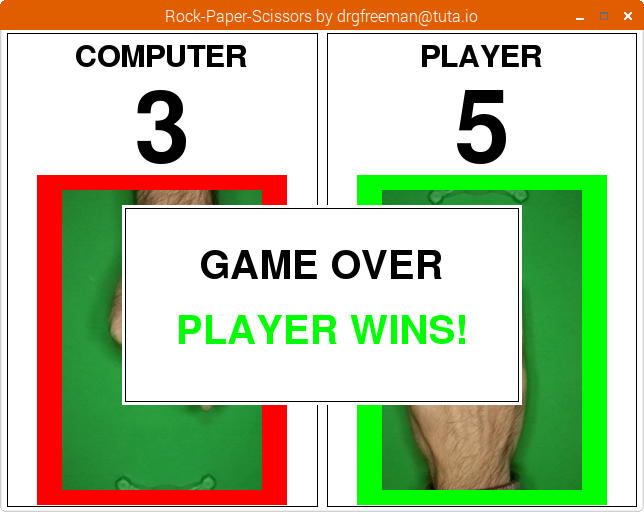 Rock-Paper-Scissors by drgfreeman@tuta.io
COMPUTER
3
PLAYER
5
GAME OVER
PLAYER WINS!